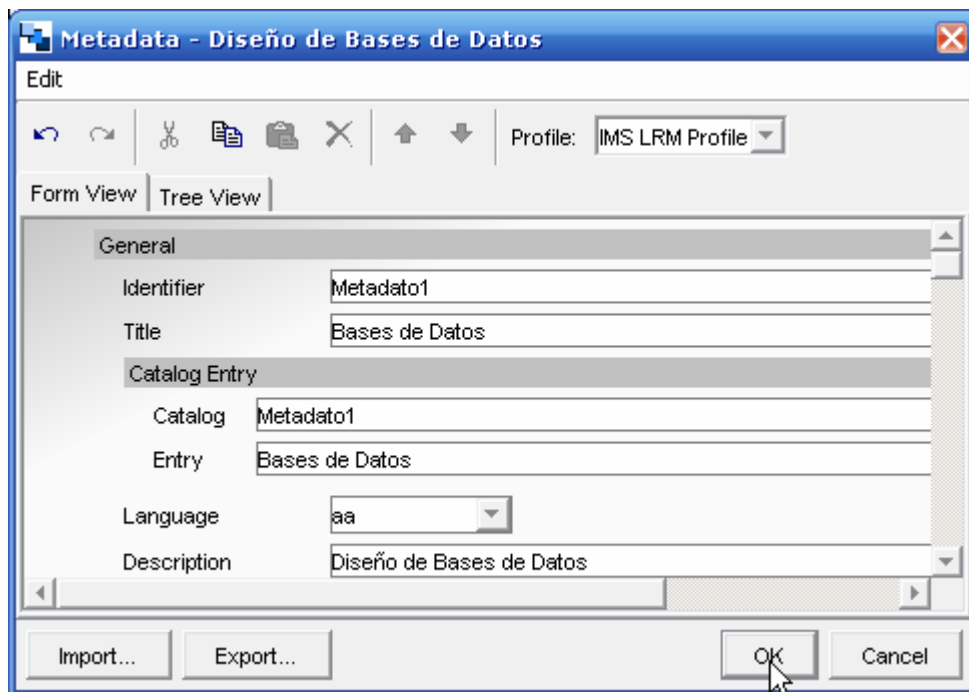 Metadata - Diseño de Bases de Datos
Edit
Profile: IMS LRM Profile
Form View Tree View
General
Identifier Metadato1
Title Bases de Datos
Catalog Entry
Catalog Metadato1
Entry Bases de Datos
Language aa
Description Diseño de Bases de Datos
Import... Export... OK Cancel